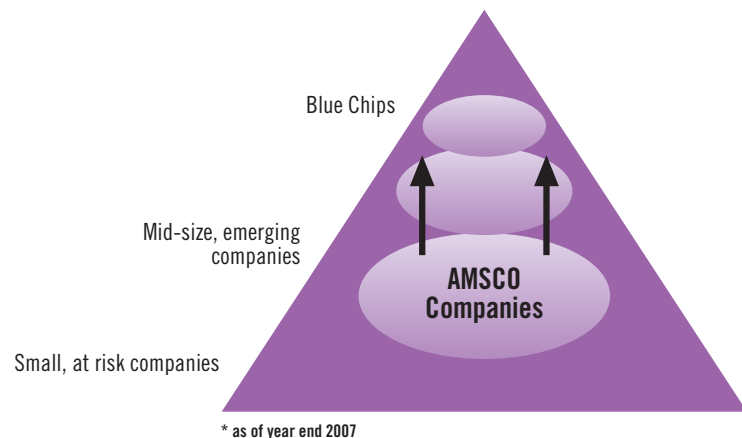 Blue Chips
Mid-size, emerging
companies
AMSCO
Companies
Small, at risk companies
* as of year end 2007